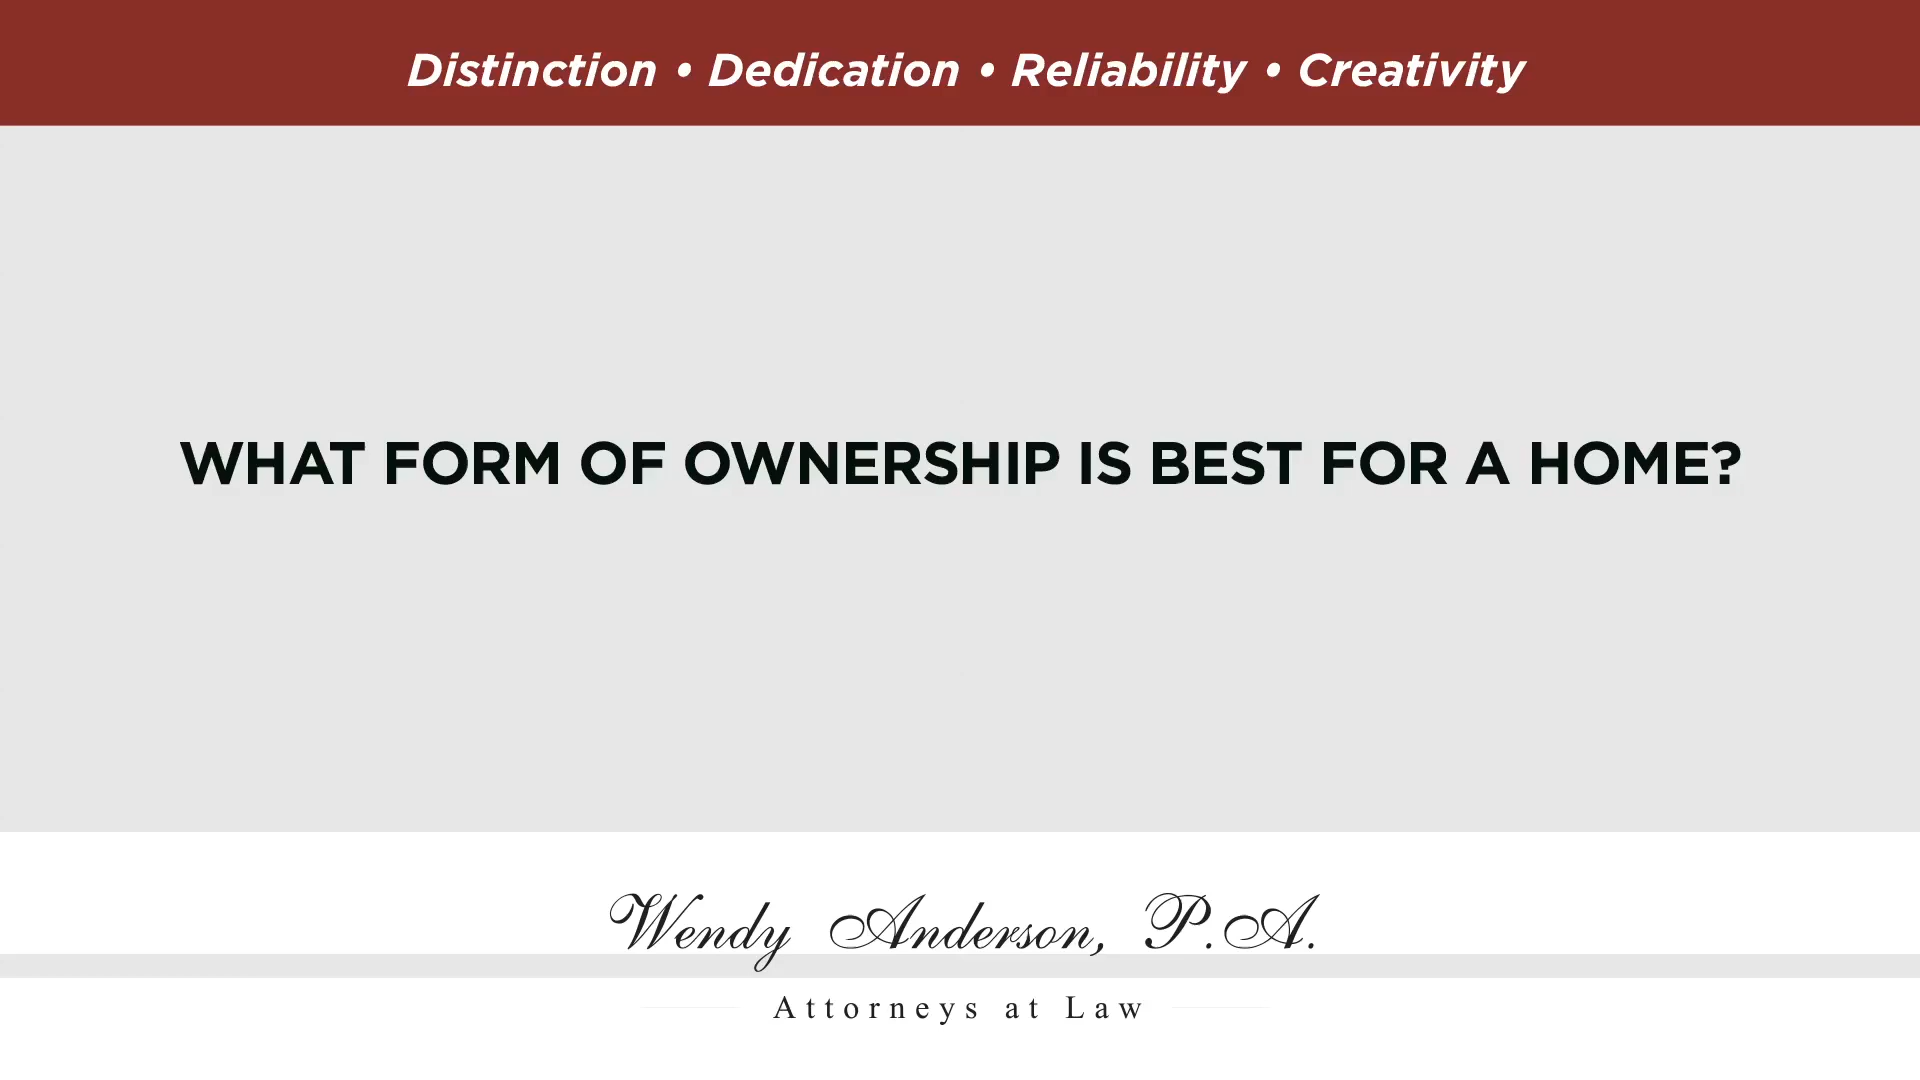 Distinction • Dedication • Reliability • Creativity
WHAT FORM OF OWNERSHIP IS BEST FOR A HOME?
Wendy Anderson, P.A.
Attorneys at Law